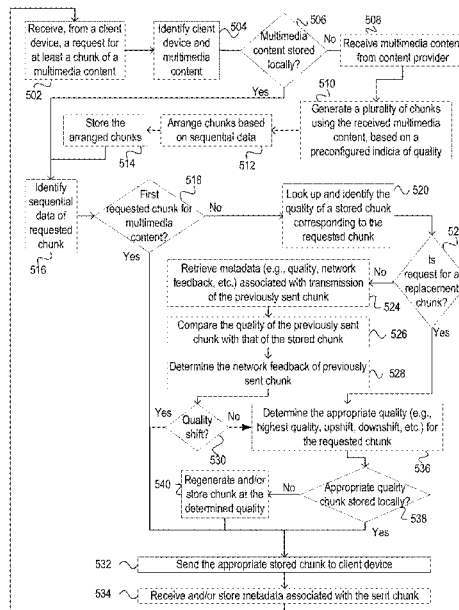 Receive, from a client
device, a request for
at least a chunk of a
multimedia content
502
Identify client
device and
multimedia
content
504
Multimedia
content stored
locally?
506
No
Yes
508
Receive multimedia content
from content provider
510
Generate a plurality of chunks
using the received multimedia
content, based on a
preconfigured indicia of quality
Arrange chunks based
on sequential data
512
Store the
arranged chunks
514
Identify
sequential
data of
requested
chunk
516
First
requested chunk for
multimedia
content?
518
No
Yes
Look up and identify the
quality of a stored chunk
corresponding to the
requested chunk
520
Is
request for a
replacement
chunk?
No
Yes
Retrieve metadata (e.g., quality, network
feedback, etc.) associated with transmission
of the previously sent chunk
524
Compare the quality of the previously sent
chunk with that of the stored chunk
526
Determine the network feedback of previously
sent chunk
528
Yes
Quality
shift?
No
530
Determine the appropriate quality (e.g.,
highest quality, upshift, downshift, etc.) for
the requested chunk
536
540
Regenerate and/or
store chunk at the
determined quality
No
Appropriate quality
chunk stored locally?
538
Yes
532
Send the appropriate stored chunk to client device
534
Receive and/or store metadata associated with the sent chunk